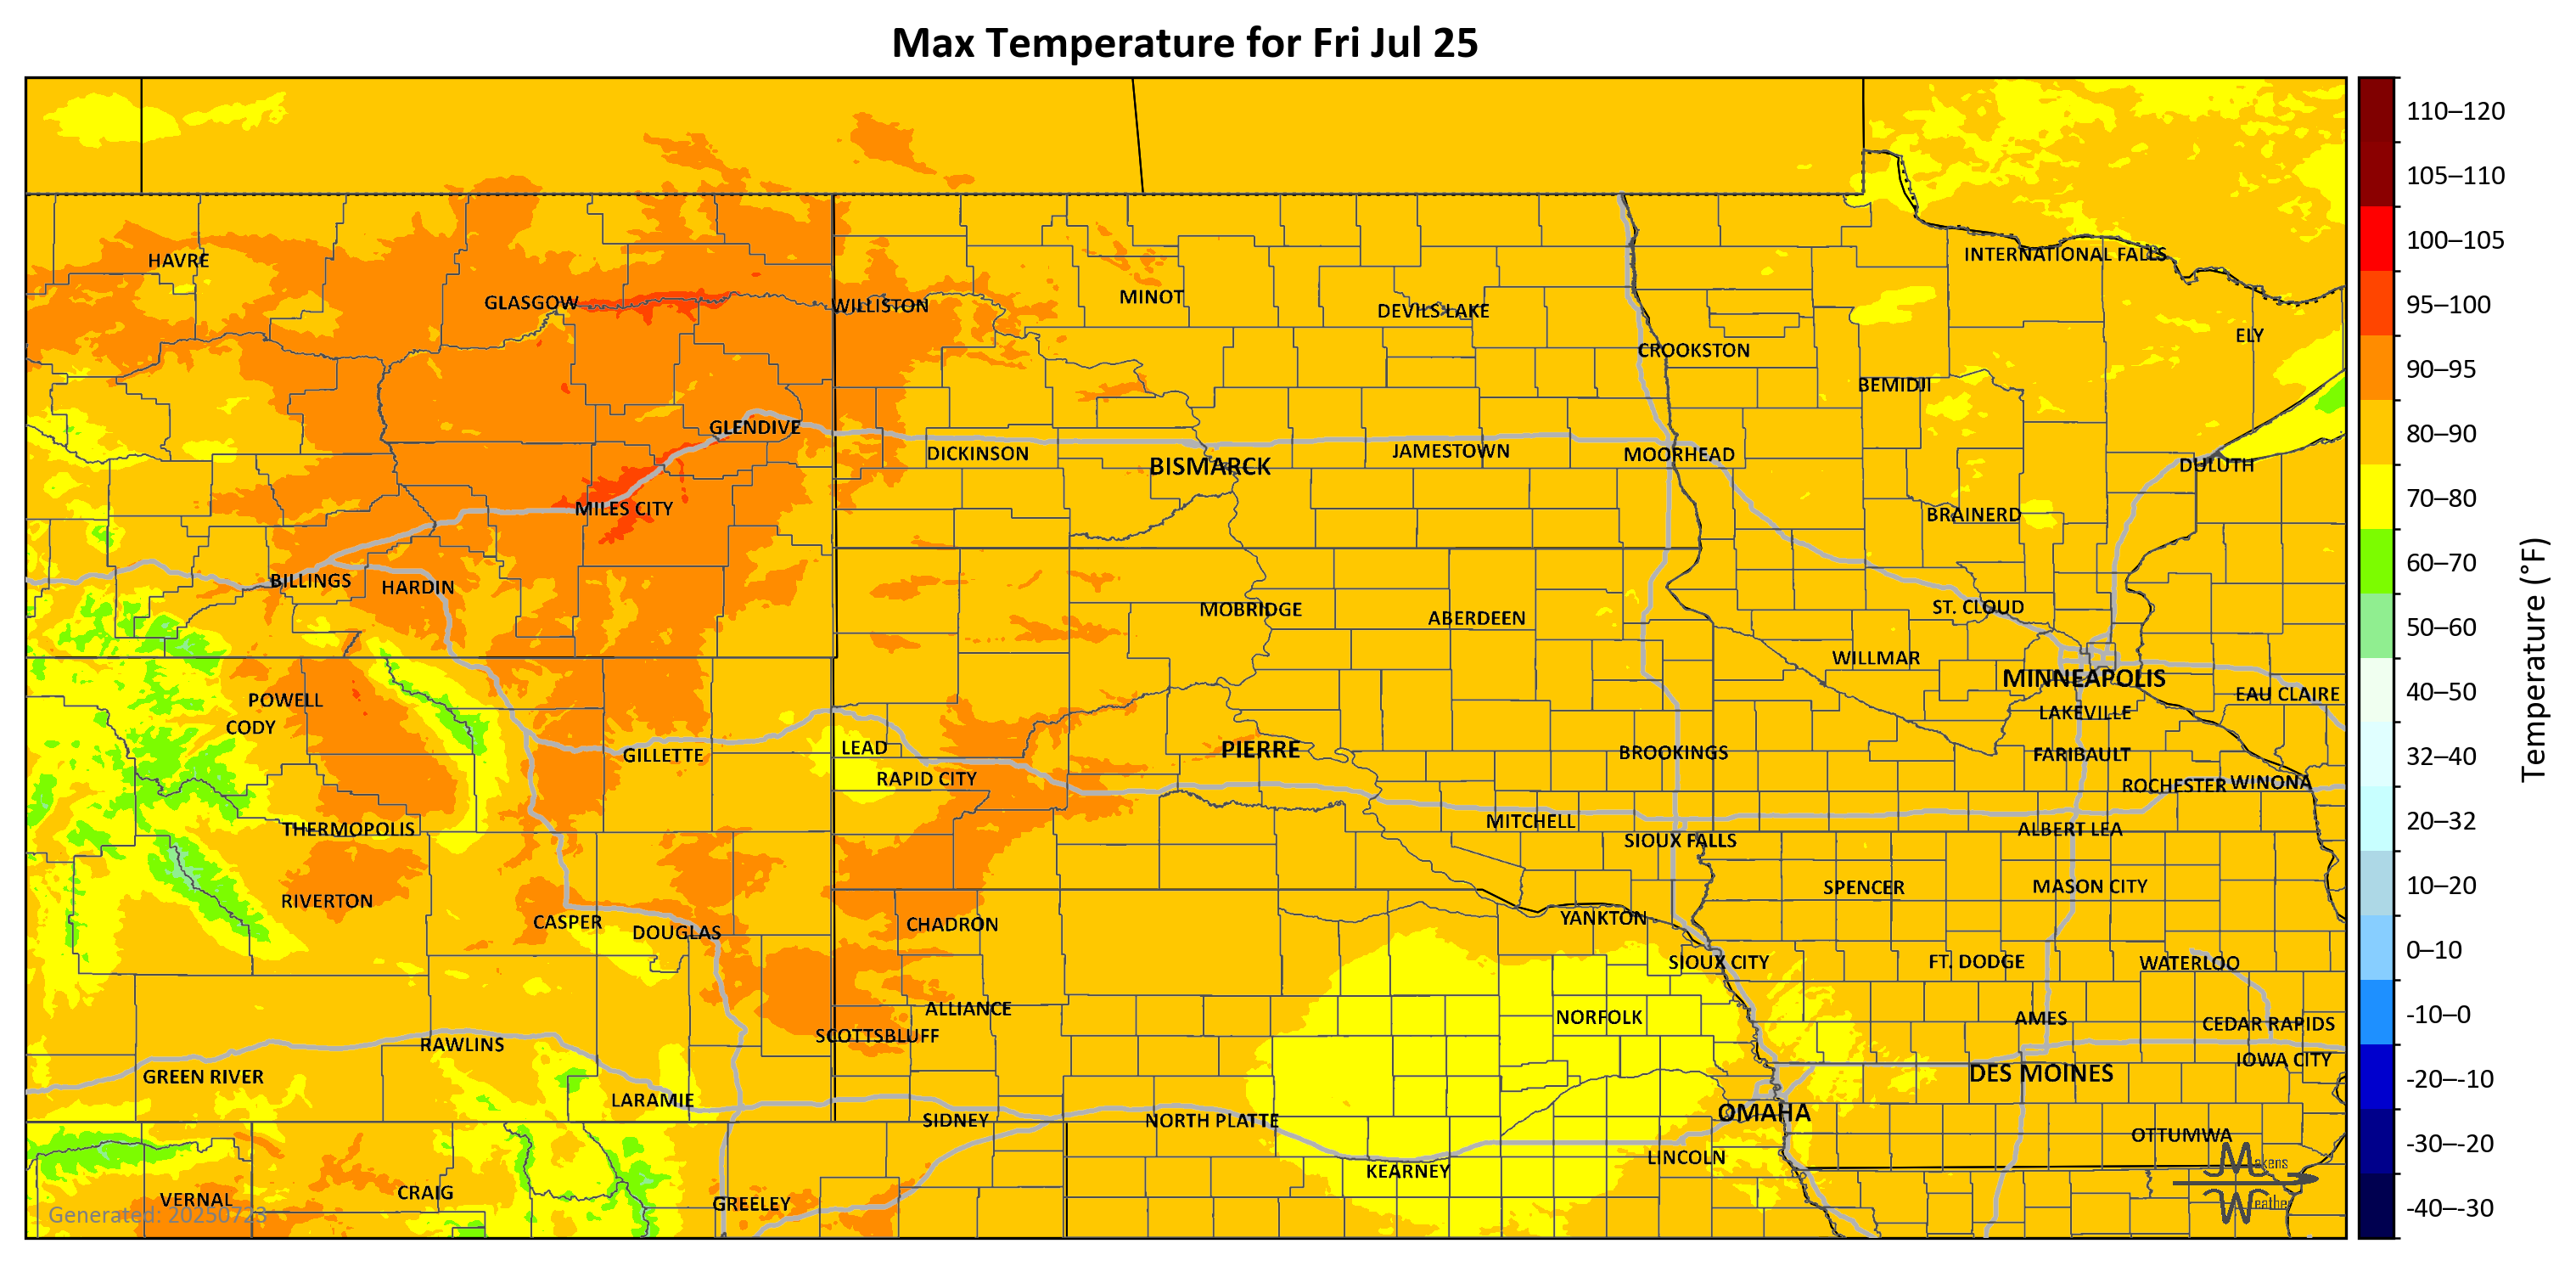 Max Temperature for Fri Jul 25
110–120
105–110
100–105
95–100
90–95
80–90
70–80
60–70
50–60
40–50
32–40
20–32
10–20
0–10
-10–0
-20–-10
-30–-20
-40–-30
Temperature (°F)
HAVRE
INTERNATIONAL FALLS
GLASGOW
WILLISTON
MINOT
DEVILS LAKE
ELY
CROOKSTON
BEMIDJI
GLENDIVE
DICKINSON
BISMARCK
JAMESTOWN
MOORHEAD
DULUTH
MILES CITY
BRAINERD
BILLINGS
HARDIN
MOBRIDGE
ABERDEEN
ST. CLOUD
WILLMAR
MINNEAPOLIS
EAU CLAIRE
POWELL
CODY
LAKEVILLE
GILLETTE
LEAD
PIERRE
BROOKINGS
FARIBAULT
RAPID CITY
ROCHESTER
WINONA
THERMOPOLIS
MITCHELL
SIOUX FALLS
ALBERT LEA
RIVERTON
SPENCER
MASON CITY
CASPER
DOUGLAS
CHADRON
YANKTON
SIOUX CITY
FT. DODGE
WATERLOO
ALLIANCE
NORFOLK
AMES
CEDAR RAPIDS
SCOTTSBLUFF
RAWLINS
IOWA CITY
GREEN RIVER
DES MOINES
LARAMIE
SIDNEY
NORTH PLATTE
OMAHA
OTTUMWA
KEARNEY
LINCOLN
VERNAL
CRAIG
GREELEY
Generated: 20250723
Makens
Weather